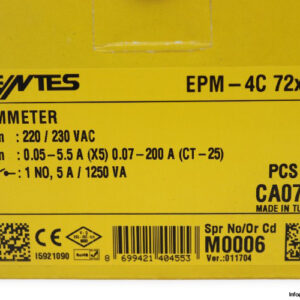 ENTES
EPM - 4C 72x
MMETER
: 220 / 230 VAC
: 0.05-5.5 A (X5) 0.07-200 A (CT-25)
: 1 NO, 5 A / 1250 VA
PCS
CA07
MADE IN TU
Spr No/Or Cd
M0006
Ver.:011704
I5921090
8 699421 404553